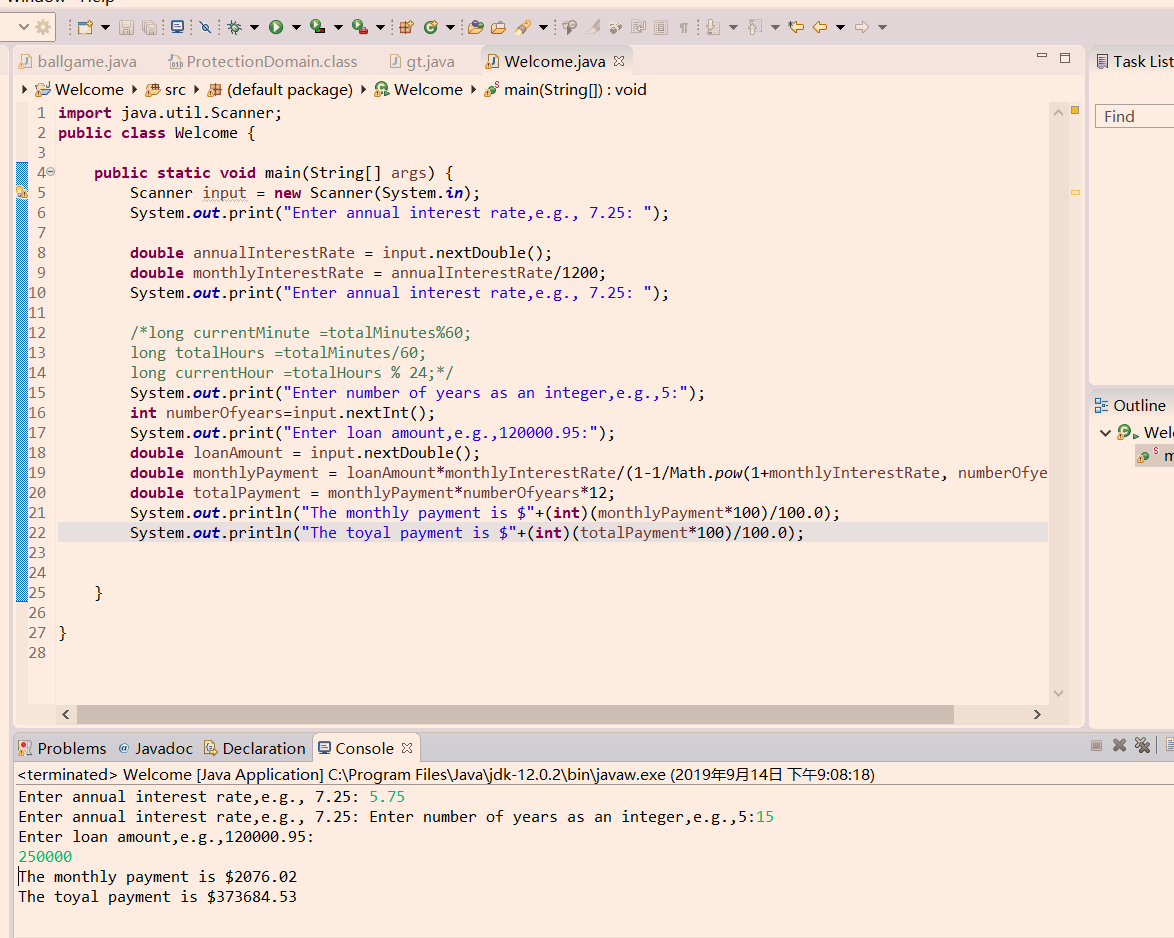 Window Help
ballgame.java ProtectionDomain.class gt.java Welcome.java
Task List
Welcome src (default package) Welcome main(String[]) : void
Find
1 import java.util.Scanner;
2 public class Welcome {
3
4 public static void main(String[] args) {
5 Scanner input = new Scanner(System.in);
6 System.out.print("Enter annual interest rate,e.g., 7.25: ");
7
8 double annualInterestRate = input.nextDouble();
9 double monthlyInterestRate = annualInterestRate/1200;
10 System.out.print("Enter annual interest rate,e.g., 7.25: ");
11
12 /*long currentMinute =totalMinutes%60;
13 long totalHours =totalMinutes/60;
14 long currentHour =totalHours % 24;*/
15 System.out.print("Enter number of years as an integer,e.g.,5:");
16 int numberOfyears=input.nextInt();
17 System.out.print("Enter loan amount,e.g.,120000.95:");
18 double loanAmount = input.nextDouble();
19 double monthlyPayment = loanAmount*monthlyInterestRate/(1-1/Math.pow(1+monthlyInterestRate, numberOfye
20 double totalPayment = monthlyPayment*numberOfyears*12;
21 System.out.println("The monthly payment is $"+(int)(monthlyPayment*100)/100.0);
22 System.out.println("The toyal payment is $"+(int)(totalPayment*100)/100.0);
23
24
25 }
26
27 }
28
Outline
Wel
m
Problems Javadoc Declaration Console
<terminated> Welcome [Java Application] C:\Program Files\Java\jdk-12.0.2\bin\javaw.exe (2019年9月14日 下午9:08:18)
Enter annual interest rate,e.g., 7.25: 5.75
Enter annual interest rate,e.g., 7.25: Enter number of years as an integer,e.g.,5:15
Enter loan amount,e.g.,120000.95:
250000
The monthly payment is $2076.02
The toyal payment is $373684.53